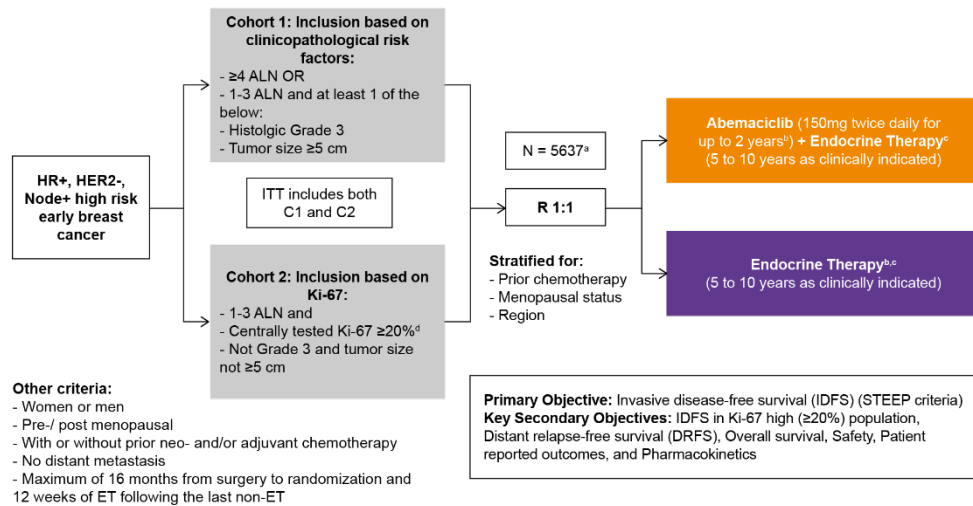 Cohort 1: Inclusion based on
clinicopathological risk
factors:
- ≥4 ALN OR
- 1-3 ALN and at least 1 of the
below:
- Histolgic Grade 3
- Tumor size ≥5 cm
HR+, HER2-,
Node+ high risk
early breast
cancer
ITT includes both
C1 and C2
Cohort 2: Inclusion based on
Ki-67:
- 1-3 ALN and
- Centrally tested Ki-67 ≥20%ᵈ
- Not Grade 3 and tumor size
not ≥5 cm
N = 5637ᵃ
R 1:1
Stratified for:
- Prior chemotherapy
- Menopausal status
- Region
Abemaciclib (150mg twice daily for
up to 2 yearsᵇ) + Endocrine Therapyᶜ
(5 to 10 years as clinically indicated)
Endocrine Therapyᵇ,ᶜ
(5 to 10 years as clinically indicated)
Other criteria:
- Women or men
- Pre-/ post menopausal
- With or without prior neo- and/or adjuvant chemotherapy
- No distant metastasis
- Maximum of 16 months from surgery to randomization and
12 weeks of ET following the last non-ET
Primary Objective: Invasive disease-free survival (IDFS) (STEEP criteria)
Key Secondary Objectives: IDFS in Ki-67 high (≥20%) population,
Distant relapse-free survival (DRFS), Overall survival, Safety, Patient
reported outcomes, and Pharmacokinetics